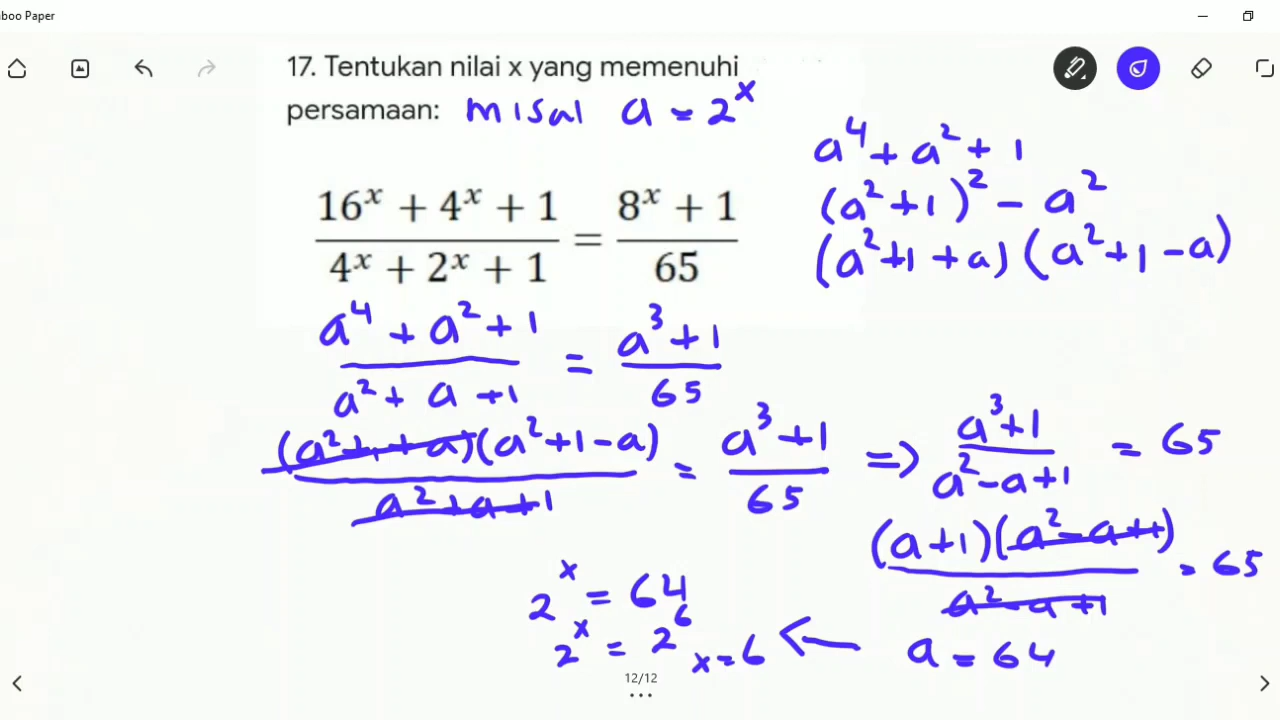 boo Paper
17. Tentukan nilai x yang memenuhi
persamaan: misal a = 2^x
(16^x + 4^x + 1)/(4^x + 2^x + 1) = (8^x + 1)/65
a^4 + a^2 + 1
(a^2 + 1)^2 - a^2
(a^2 + 1 + a)(a^2 + 1 - a)
(a^4 + a^2 + 1)/(a^2 + a + 1) = (a^3 + 1)/65
(a^2 + 1 + a)(a^2 + 1 - a)/(a^2 + a + 1) = (a^3 + 1)/65 => (a^3 + 1)/(a^2 - a + 1) = 65
(a + 1)(a^2 - a + 1)/(a^2 - a + 1) = 65
a = 64
2^x = 64
2^x = 2^6
x = 6
12/12